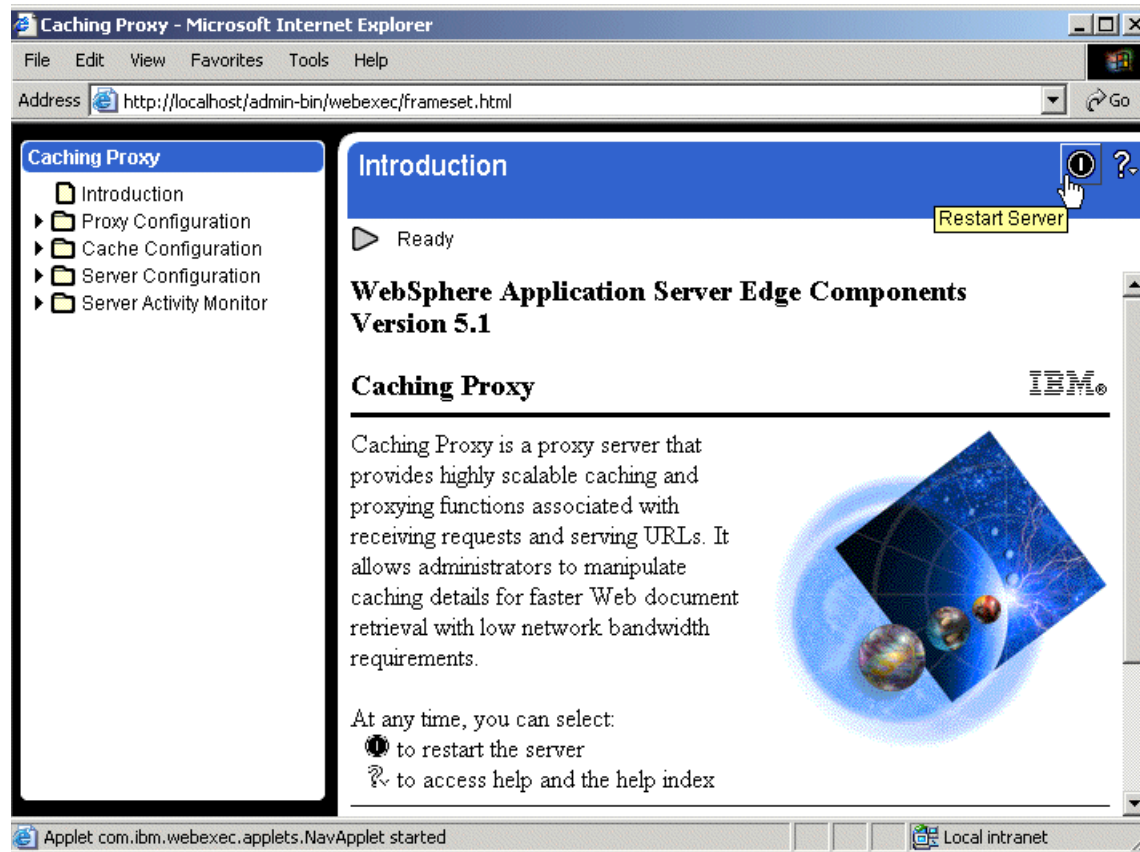 Caching Proxy - Microsoft Internet Explorer
File Edit View Favorites Tools Help
Address http://localhost/admin-bin/webexec/frameset.html Go
Caching Proxy
Introduction
Proxy Configuration
Cache Configuration
Server Configuration
Server Activity Monitor
Introduction
?
Restart Server
Ready
WebSphere Application Server Edge Components
Version 5.1
Caching Proxy
IBM®
Caching Proxy is a proxy server that
provides highly scalable caching and
proxying functions associated with
receiving requests and serving URLs. It
allows administrators to manipulate
caching details for faster Web document
retrieval with low network bandwidth
requirements.
At any time, you can select:
to restart the server
? to access help and the help index
Applet com.ibm.webexec.applets.NavApplet started
Local intranet